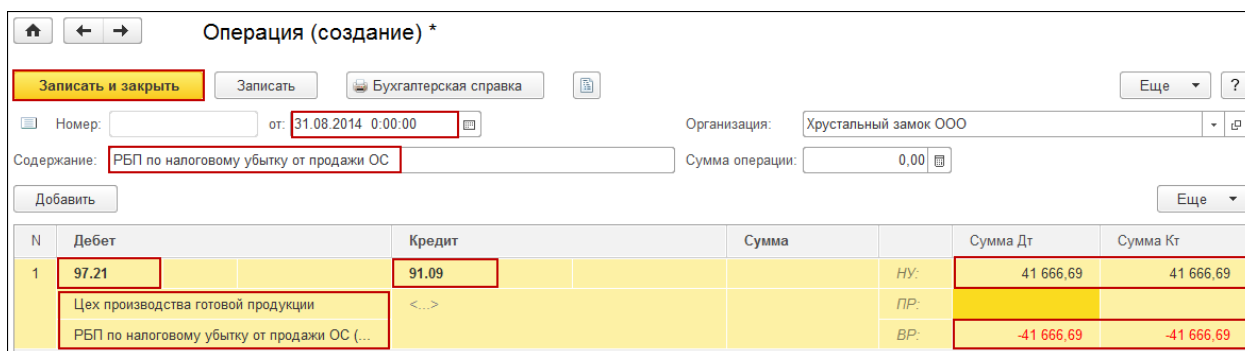 Операция (создание) *
Записать и закрыть Записать Бухгалтерская справка Еще ?
Номер: от: 31.08.2014 0:00:00 Организация: Хрустальный замок ООО
Содержание: РБП по налоговому убытку от продажи ОС Сумма операции: 0,00
Добавить Еще
N Дебет Кредит Сумма Сумма Дт Сумма Кт
1 97.21 91.09 НУ: 41 666,69 41 666,69
Цех производства готовой продукции <...> ПР:
РБП по налоговому убытку от продажи ОС (... ВР: -41 666,69 -41 666,69